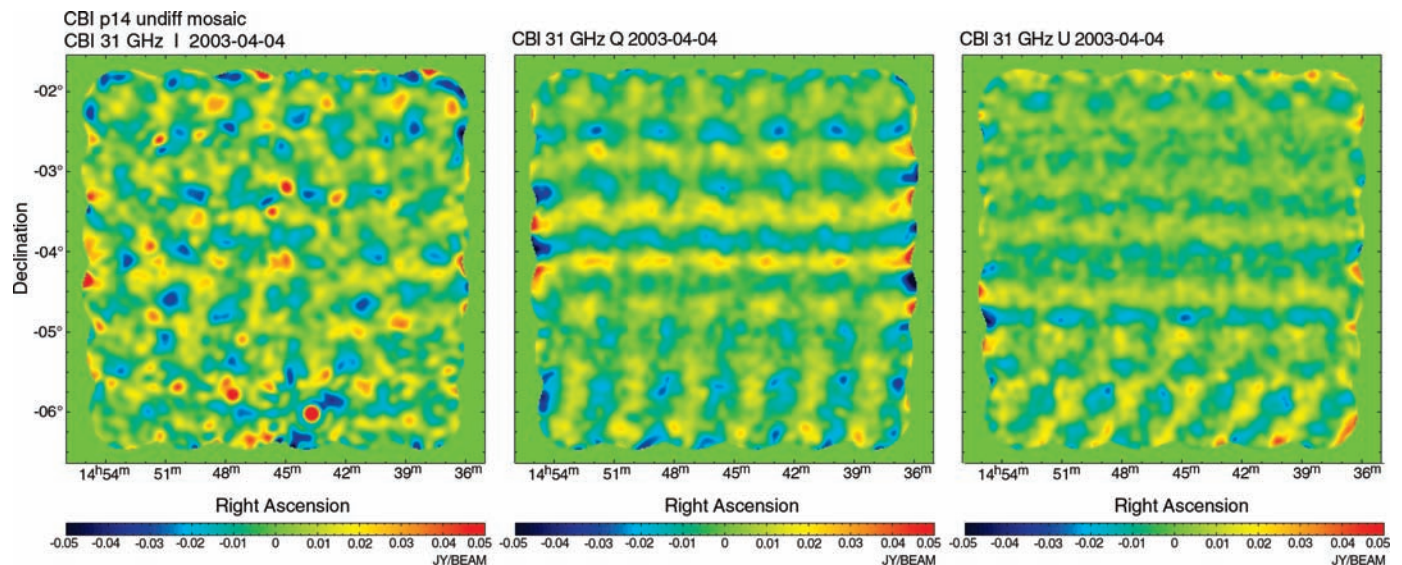 CBI p14 undiff mosaic
CBI 31 GHz I 2003-04-04
CBI 31 GHz Q 2003-04-04
CBI 31 GHz U 2003-04-04
Declination
-02°
-03°
-04°
-05°
-06°
14ʰ54ᵐ 51ᵐ 48ᵐ 45ᵐ 42ᵐ 39ᵐ 36ᵐ
14ʰ54ᵐ 51ᵐ 48ᵐ 45ᵐ 42ᵐ 39ᵐ 36ᵐ
14ʰ54ᵐ 51ᵐ 48ᵐ 45ᵐ 42ᵐ 39ᵐ 36ᵐ
Right Ascension
Right Ascension
Right Ascension
-0.05 -0.04 -0.03 -0.02 -0.01 0 0.01 0.02 0.03 0.04 0.05
JY/BEAM
-0.05 -0.04 -0.03 -0.02 -0.01 0 0.01 0.02 0.03 0.04 0.05
JY/BEAM
-0.05 -0.04 -0.03 -0.02 -0.01 0 0.01 0.02 0.03 0.04 0.05
JY/BEAM